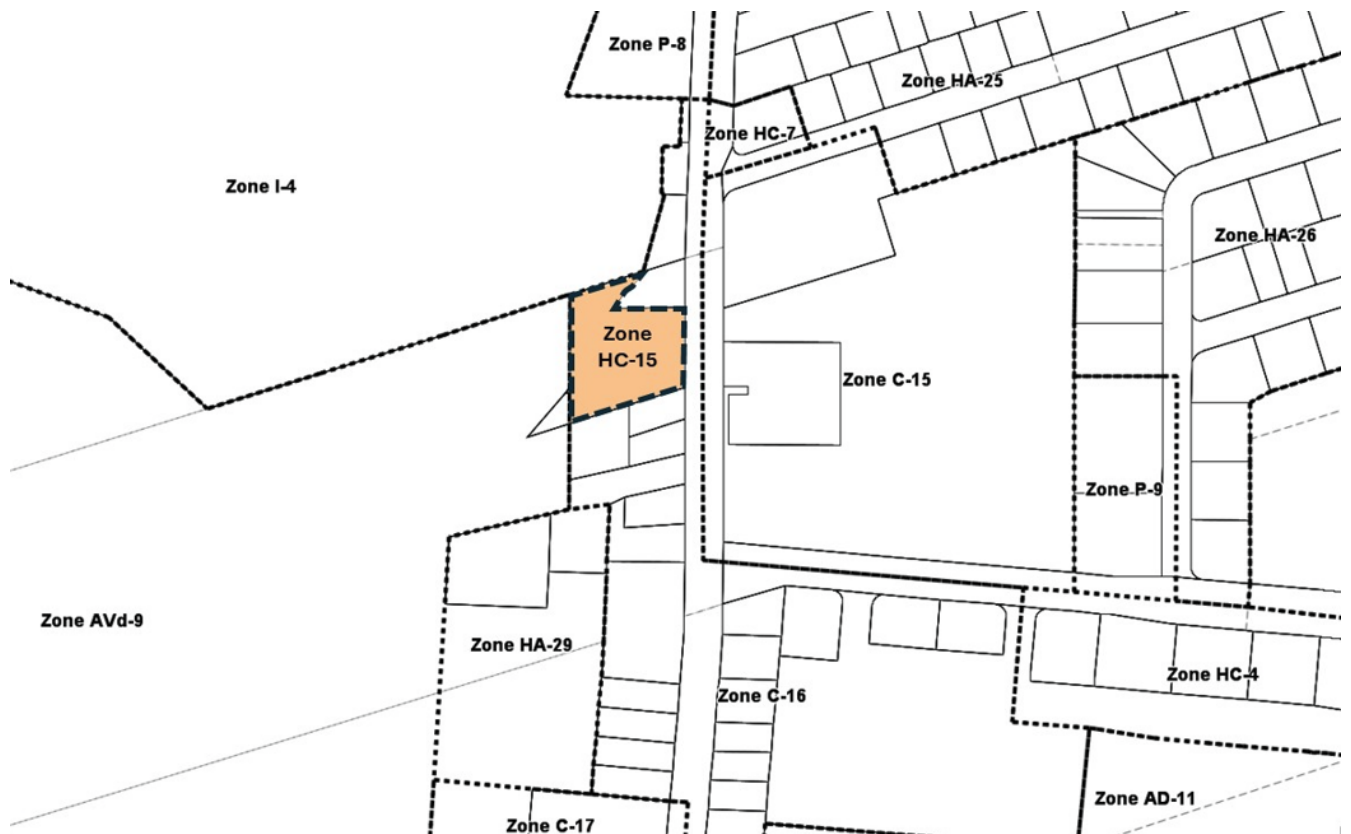 Zone P-8
Zone HA-25
Zone HC-7
Zone I-4
Zone HA-26
Zone
HC-15
Zone C-15
Zone P-9
Zone AVd-9
Zone HA-29
Zone HC-4
Zone C-16
Zone AD-11
Zone C-17